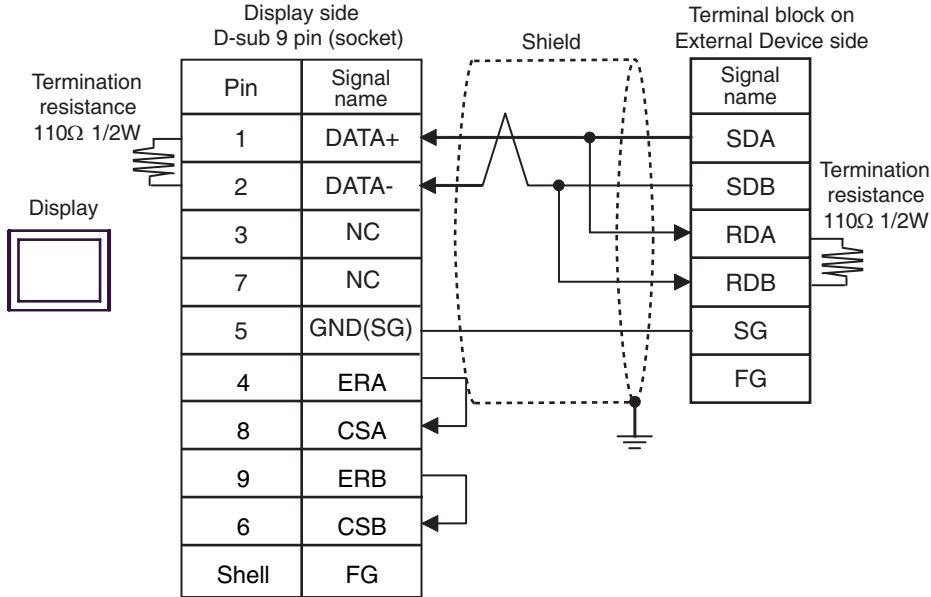 Display side
D-sub 9 pin (socket)
Shield
Terminal block on
External Device side
Termination
resistance
110Ω 1/2W
Display
Pin
Signal
name
1
DATA+
2
DATA-
3
NC
7
NC
5
GND(SG)
4
ERA
8
CSA
9
ERB
6
CSB
Shell
FG
Signal
name
SDA
SDB
RDA
RDB
SG
FG
Termination
resistance
110Ω 1/2W